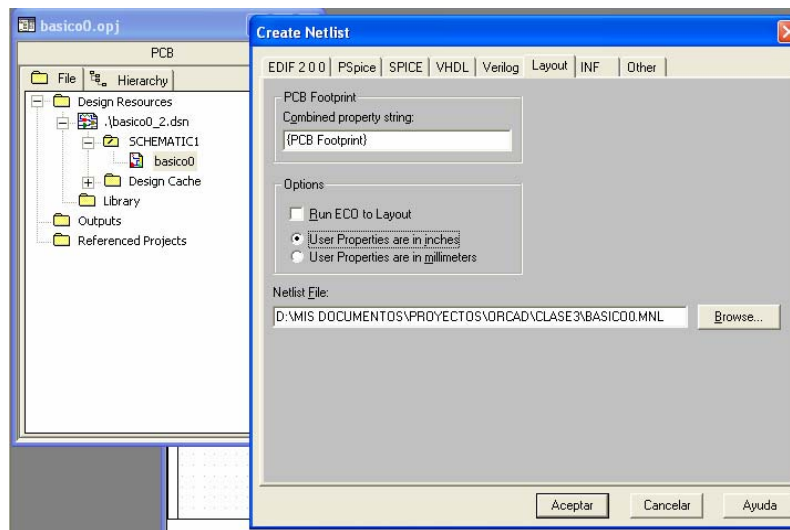 basico0.opj
PCB
File Hierarchy
Design Resources
.\basico0_2.dsn
SCHEMATIC1
basico0
Design Cache
Library
Outputs
Referenced Projects
Create Netlist
EDIF 2 0 0 PSpice SPICE VHDL Verilog Layout INF Other
PCB Footprint
Combined property string:
{PCB Footprint}
Options
Run ECO to Layout
User Properties are in inches
User Properties are in millimeters
Netlist File:
D:\MIS DOCUMENTOS\PROYECTOS\ORCAD\CLASE3\BASICO0.MNL
Browse...
Aceptar Cancelar Ayuda